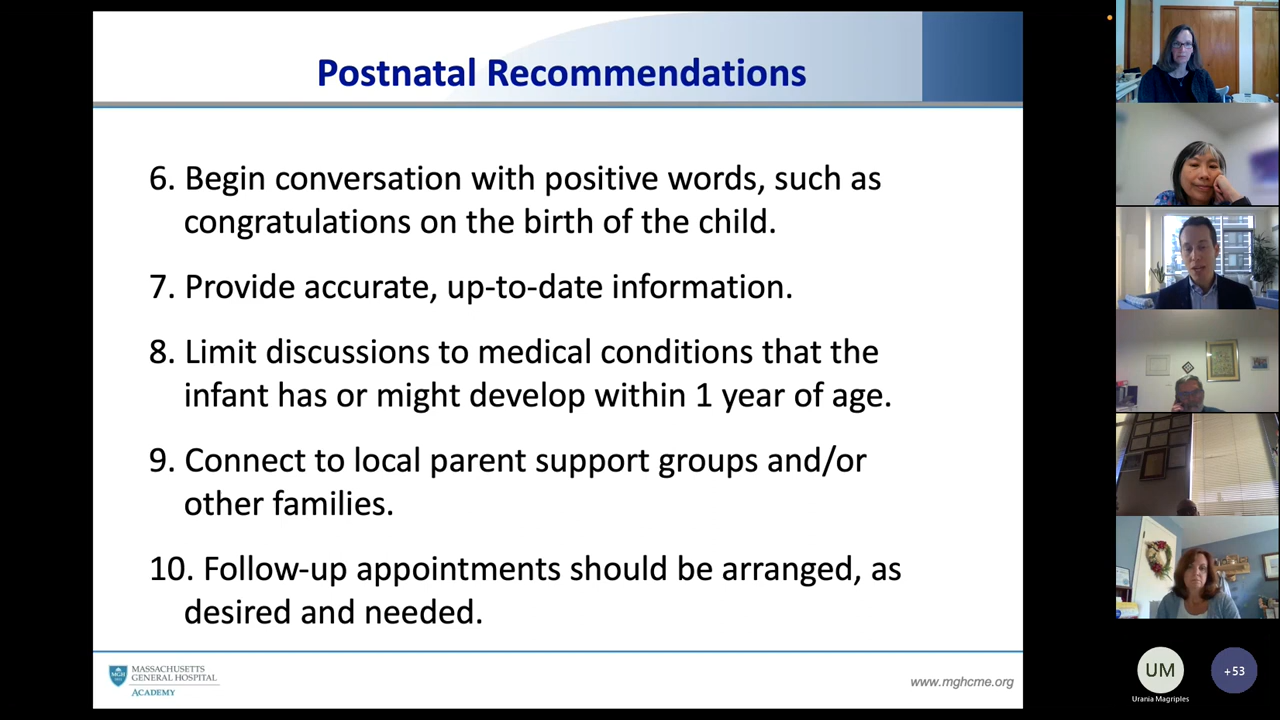 Postnatal Recommendations
6. Begin conversation with positive words, such as
congratulations on the birth of the child.
7. Provide accurate, up-to-date information.
8. Limit discussions to medical conditions that the
infant has or might develop within 1 year of age.
9. Connect to local parent support groups and/or
other families.
10. Follow-up appointments should be arranged, as
desired and needed.
MGH
MASSACHUSETTS
GENERAL HOSPITAL
ACADEMY
www.mghcme.org
UM
+53
Urania Magriples